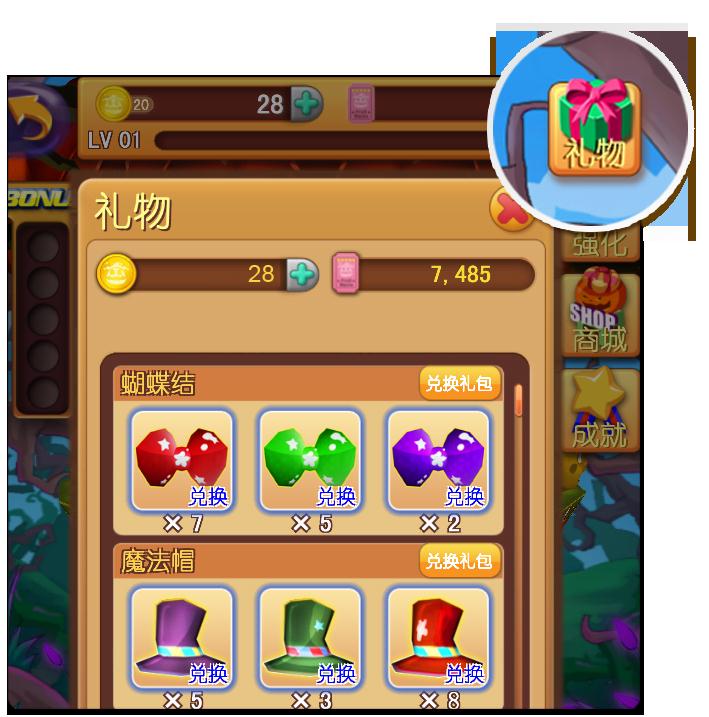 20
28
LV 01
礼物
BONU
礼物
28
7,485
强化
SHOP
商城
成就
蝴蝶结
兑换礼包
兑换
兑换
兑换
× 7
× 5
× 2
魔法帽
兑换礼包
兑换
兑换
兑换
× 5
× 3
× 8